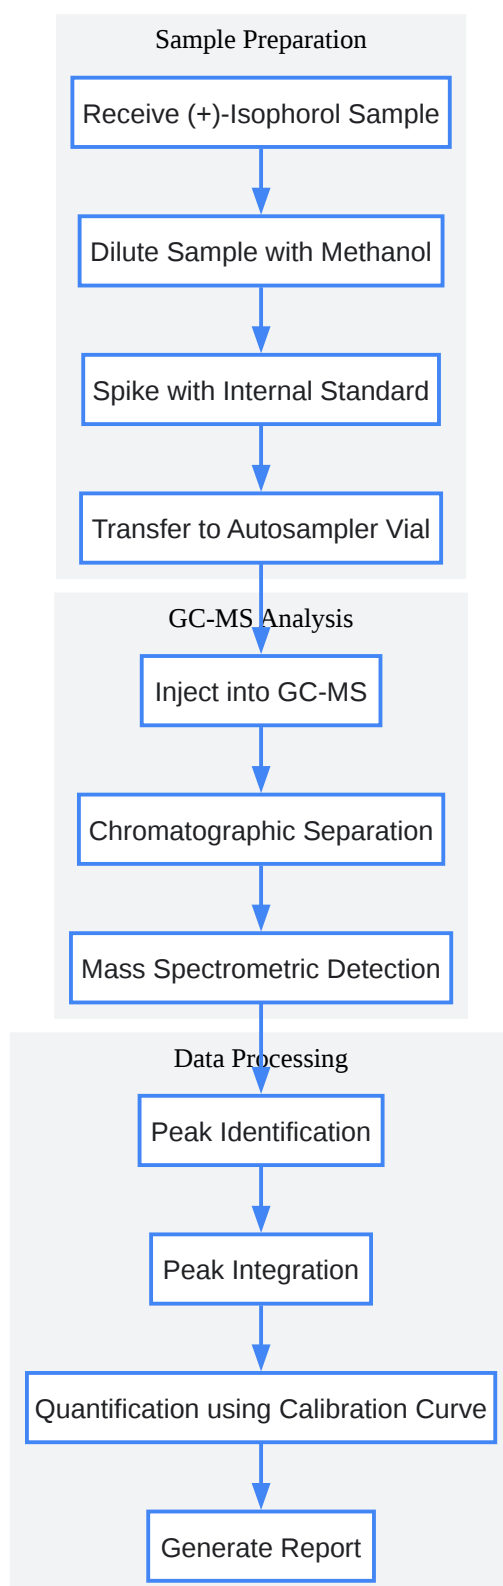 Sample Preparation
Receive (+)-Isophorol Sample
Dilute Sample with Methanol
Spike with Internal Standard
Transfer to Autosampler Vial
GC-MS Analysis
Inject into GC-MS
Chromatographic Separation
Mass Spectrometric Detection
Data Processing
Peak Identification
Peak Integration
Quantification using Calibration Curve
Generate Report